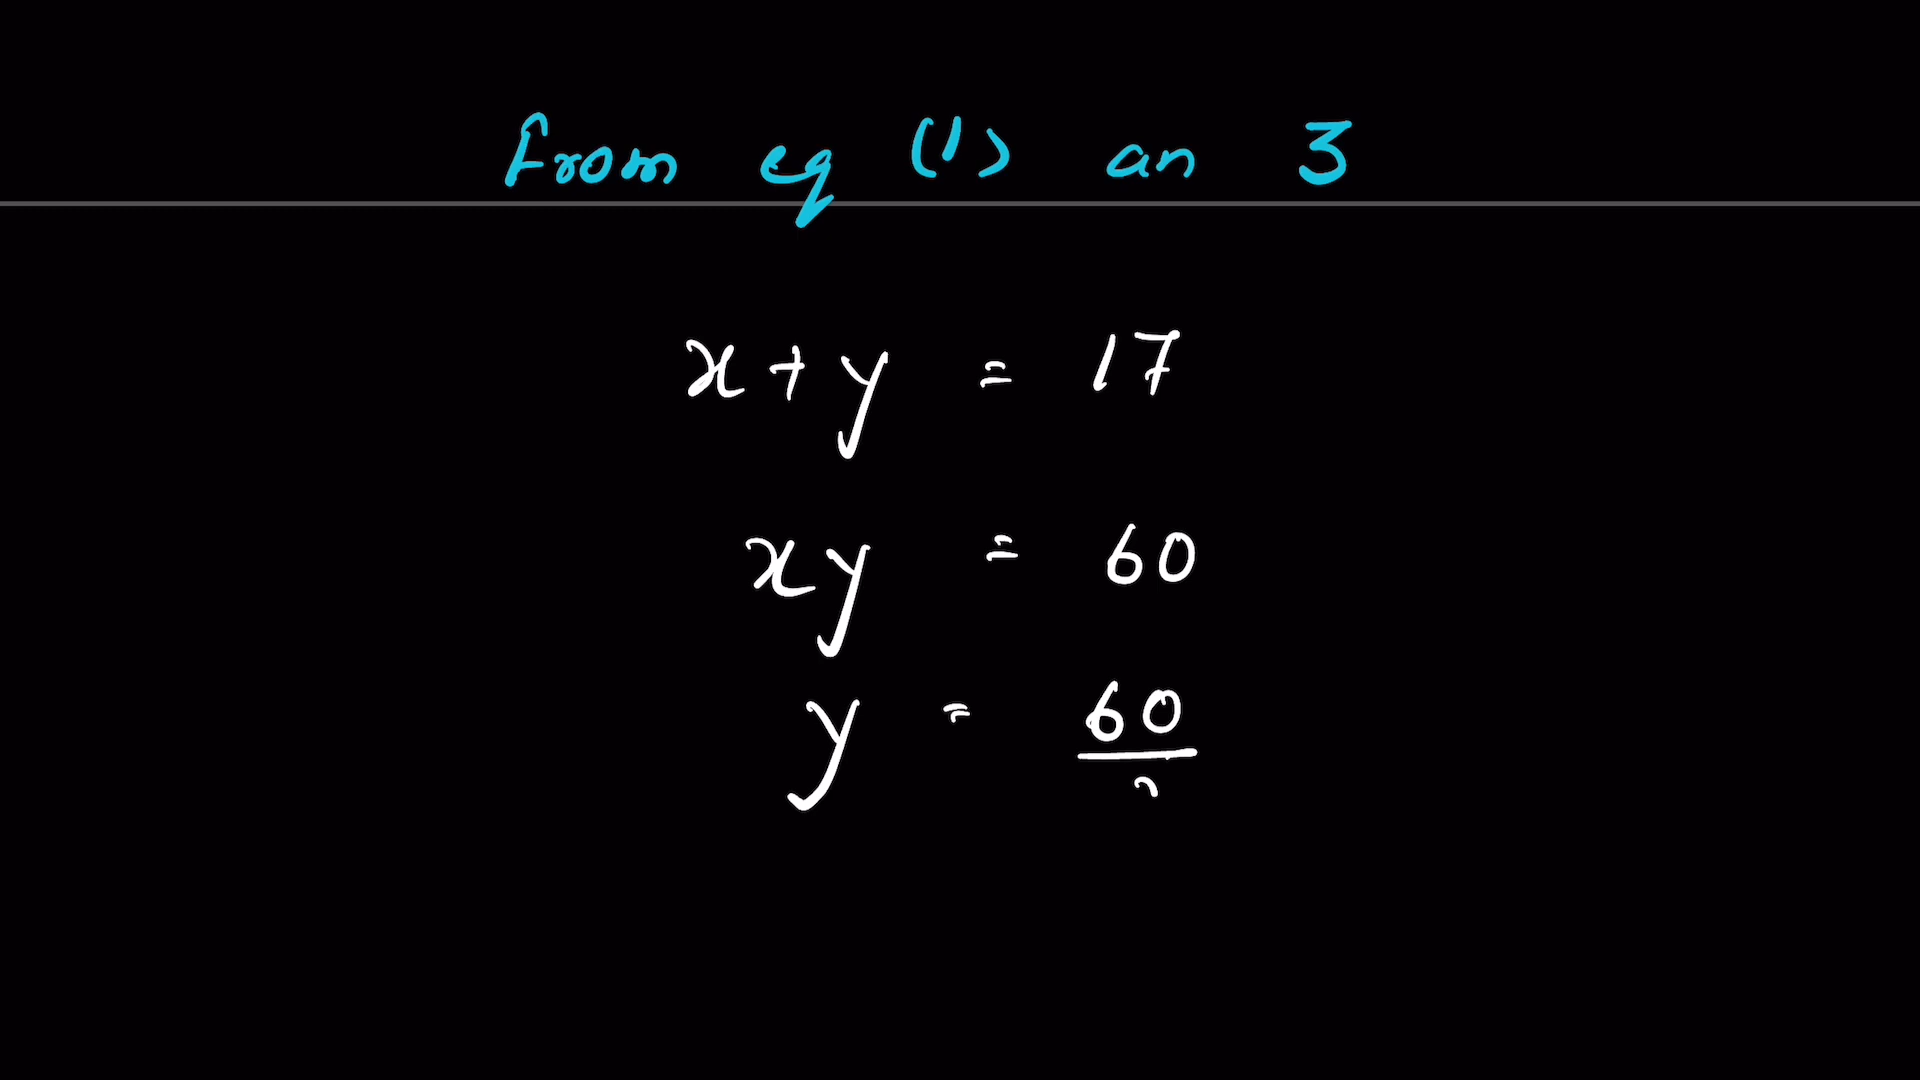 from eq (1) an 3
x+y = 17
xy = 60
y = 60/